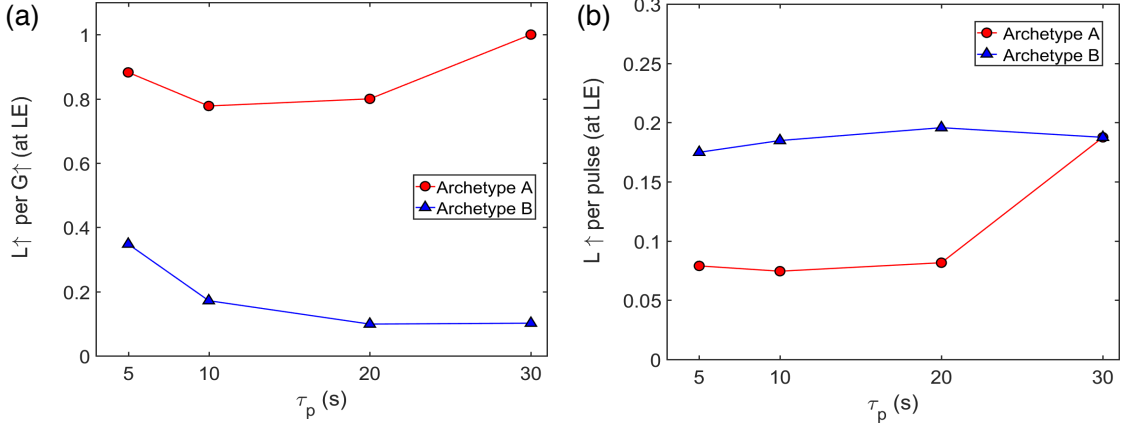 (a)
1
0.8
0.6
0.4
0.2
0
5 10 20 30
τp (s)
L↑ per G↑ (at LE)
Archetype A
Archetype B
(b)
0.3
0.25
0.2
0.15
0.1
0.05
0
5 10 20 30
τp (s)
L ↑ per pulse (at LE)
Archetype A
Archetype B